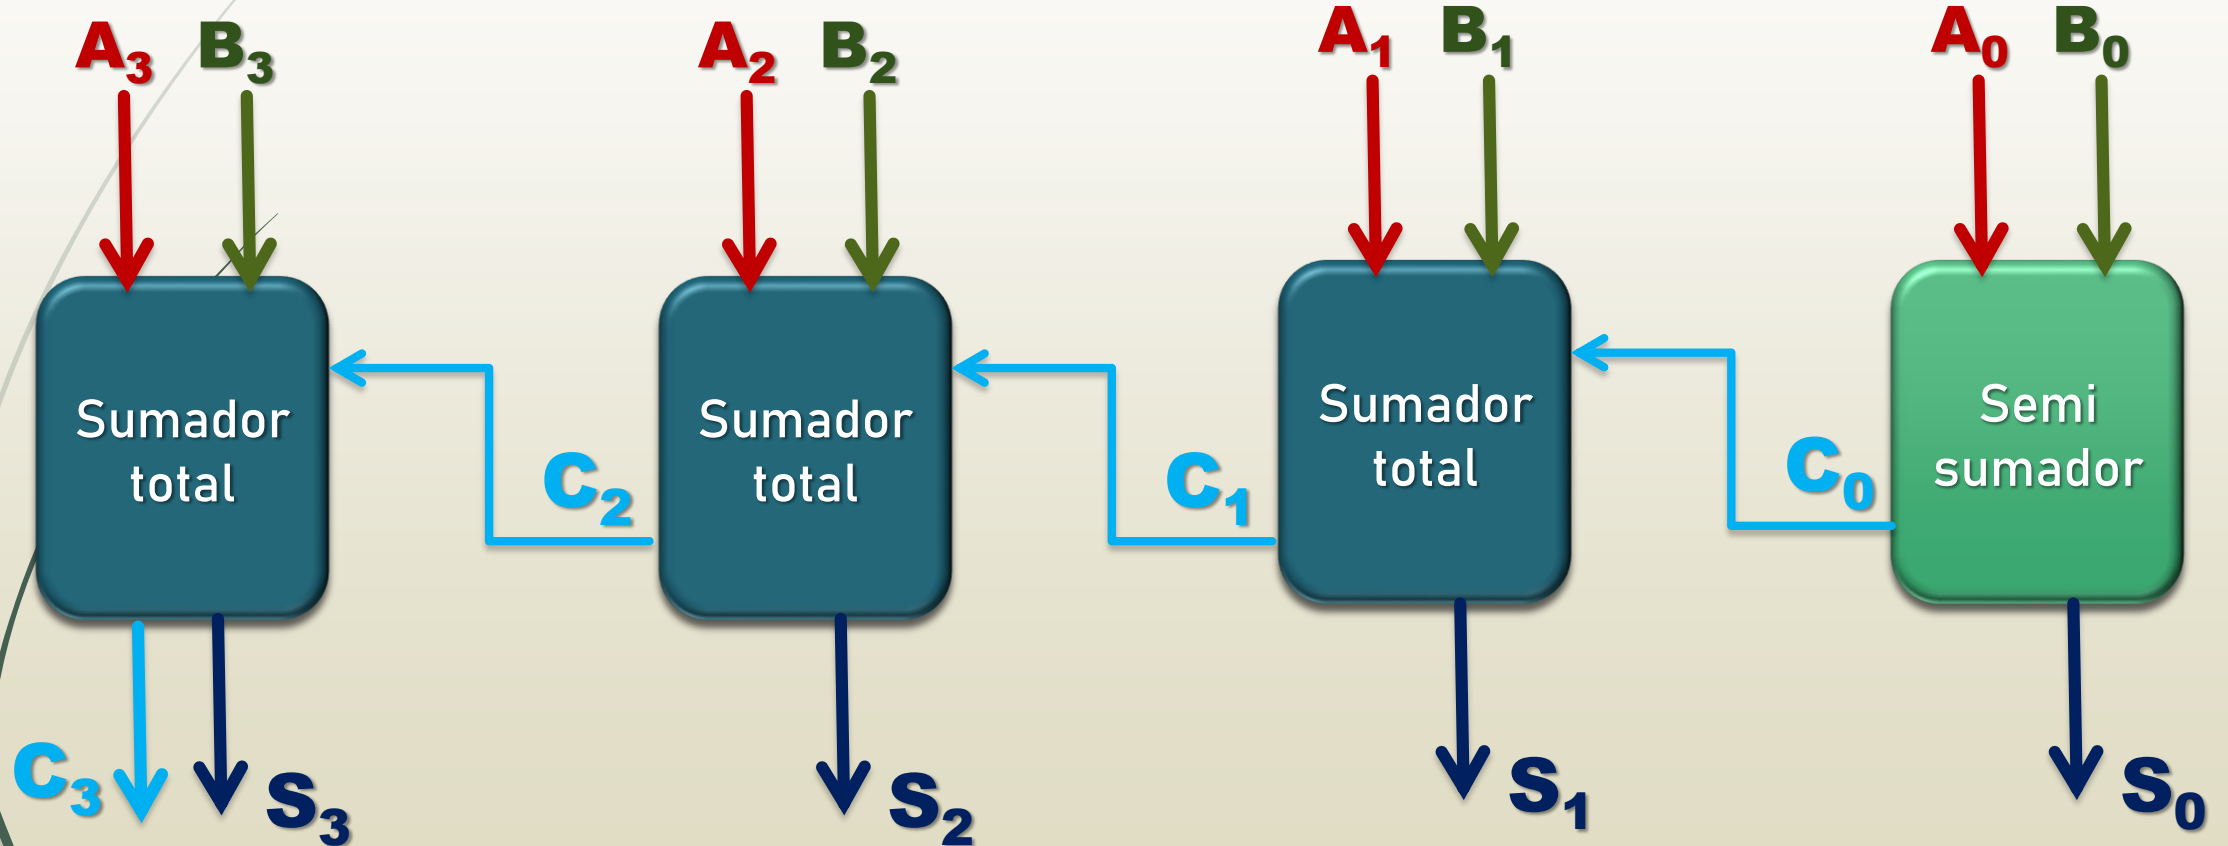 A3 B3 A2 B2 A1 B1 A0 B0
Sumador
total
Sumador
total
Sumador
total
Semi
sumador
C2 C1 C0
C3 S3 S2 S1 S0